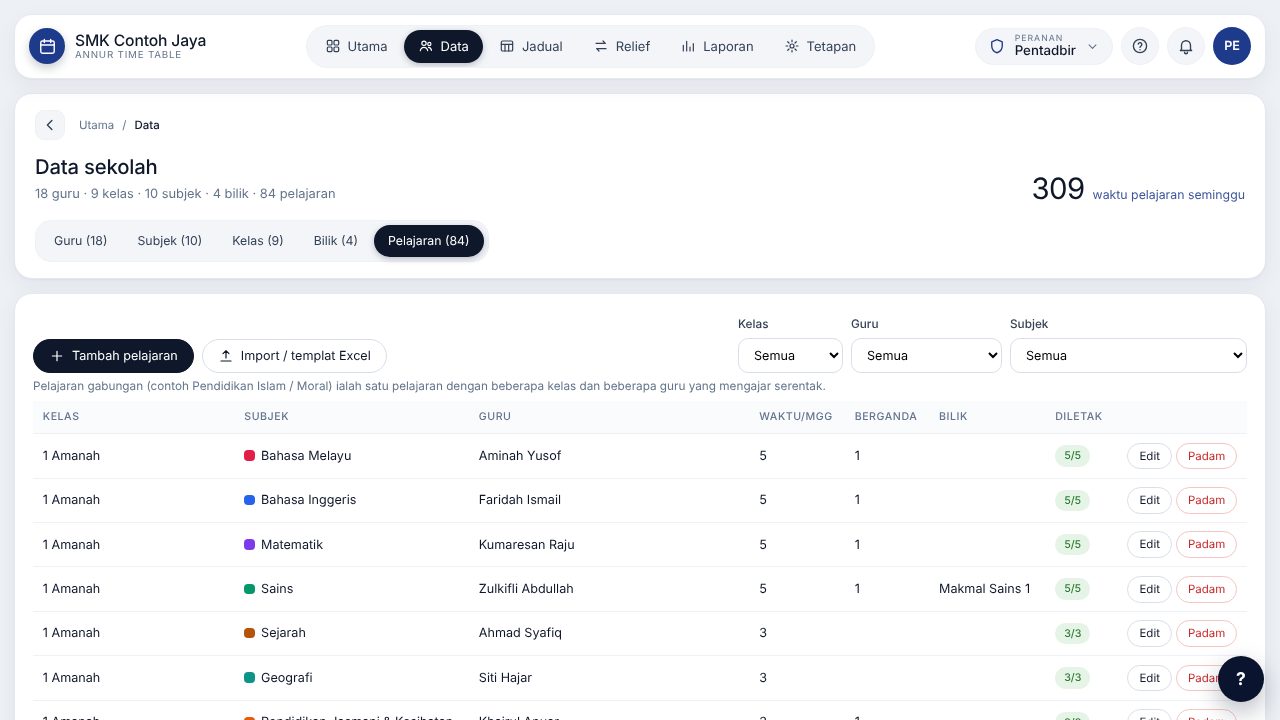 SMK Contoh Jaya
ANNUR TIME TABLE
Utama
Data
Jadual
Relief
Laporan
Tetapan
PERANAN
Pentadbir
PE
Utama / Data
Data sekolah
18 guru · 9 kelas · 10 subjek · 4 bilik · 84 pelajaran
309 waktu pelajaran seminggu
Guru (18) Subjek (10) Kelas (9) Bilik (4) Pelajaran (84)
Kelas Guru Subjek
+ Tambah pelajaran Import / templat Excel Semua Semua Semua
Pelajaran gabungan (contoh Pendidikan Islam / Moral) ialah satu pelajaran dengan beberapa kelas dan beberapa guru yang mengajar serentak.
KELAS SUBJEK GURU WAKTU/MGG BERGANDA BILIK DILETAK
1 Amanah Bahasa Melayu Aminah Yusof 5 1 5/5 Edit Padam
1 Amanah Bahasa Inggeris Faridah Ismail 5 1 5/5 Edit Padam
1 Amanah Matematik Kumaresan Raju 5 1 5/5 Edit Padam
1 Amanah Sains Zulkifli Abdullah 5 1 Makmal Sains 1 5/5 Edit Padam
1 Amanah Sejarah Ahmad Syafiq 3 3/3 Edit Padam
1 Amanah Geografi Siti Hajar 3 3/3 Edit Padam
?